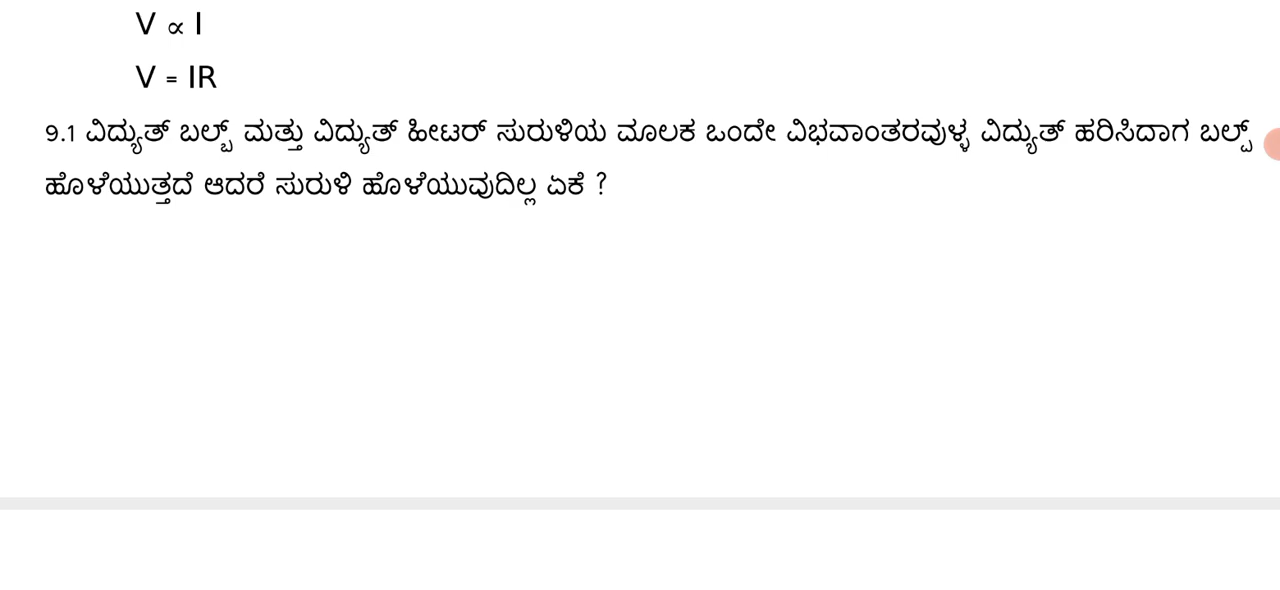 V ∝ I
V = IR
9.1 ವಿದ್ಯುತ್ ಬಲ್ಬ್ ಮತ್ತು ವಿದ್ಯುತ್ ಹೀಟರ್ ಸುರುಳಿಯ ಮೂಲಕ ಒಂದೇ ವಿಭವಾಂತರವುಳ್ಳ ವಿದ್ಯುತ್ ಹರಿಸಿದಾಗ ಬಲ್ಪ್
ಹೊಳೆಯುತ್ತದೆ ಆದರೆ ಸುರುಳಿ ಹೊಳೆಯುವುದಿಲ್ಲ ಏಕೆ ?